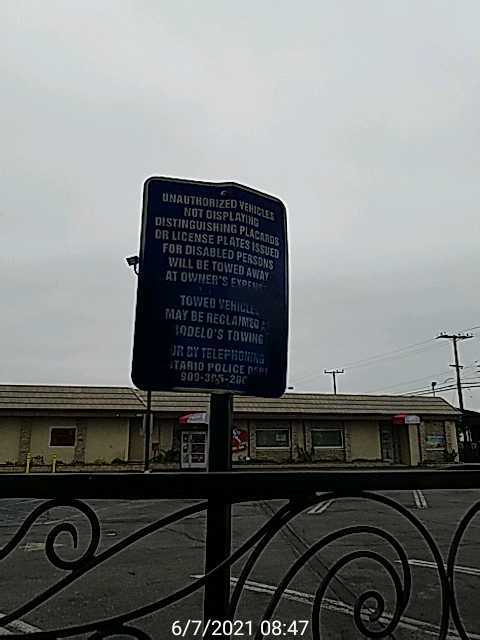 UNAUTHORIZED VEHICLES
NOT DISPLAYING
DISTINGUISHING PLACARDS
OR LICENSE PLATES ISSUED
FOR DISABLED PERSONS
WILL BE TOWED AWAY
AT OWNER'S EXPENSE
TOWED VEHICLES
MAY BE RECLAIMED
TOWING
BY TELEPHONING
POLICE
6/7/2021 08:47